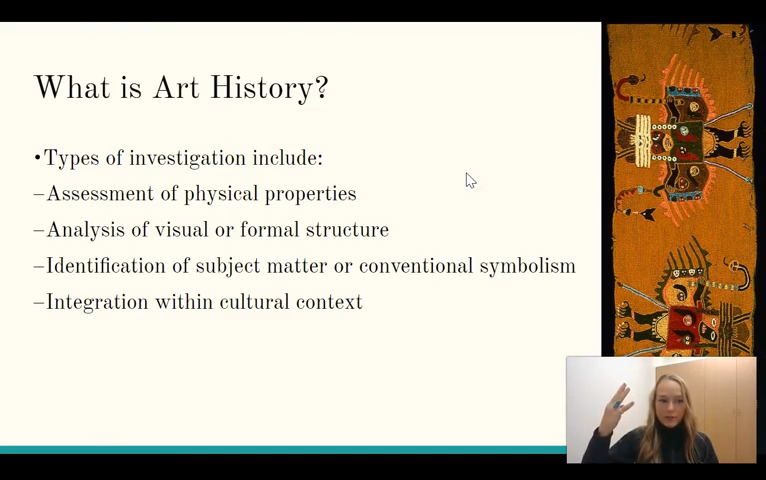 What is Art History?
•Types of investigation include:
–Assessment of physical properties
–Analysis of visual or formal structure
–Identification of subject matter or conventional symbolism
–Integration within cultural context